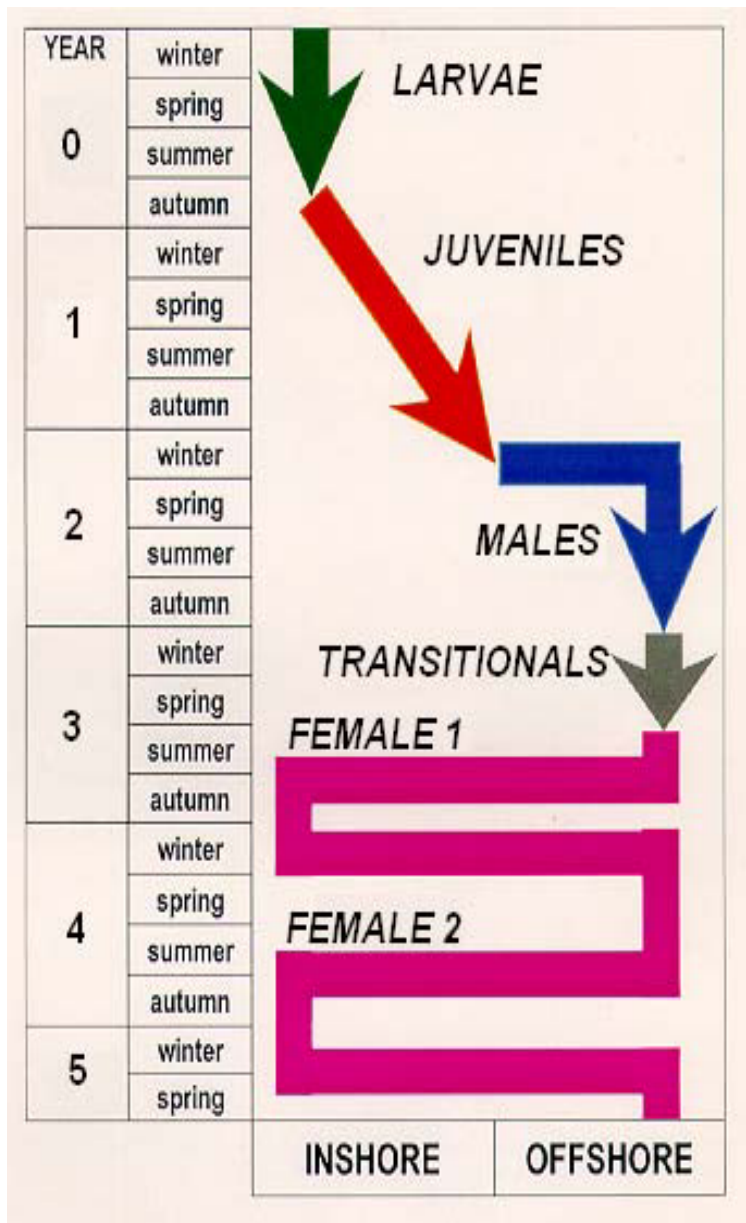 YEAR
winter
LARVAE
spring
0
summer
autumn
winter
JUVENILES
spring
1
summer
autumn
winter
spring
2
MALES
summer
autumn
winter
TRANSITIONALS
spring
3
FEMALE 1
summer
autumn
winter
spring
4
FEMALE 2
summer
autumn
winter
5
spring
INSHORE
OFFSHORE